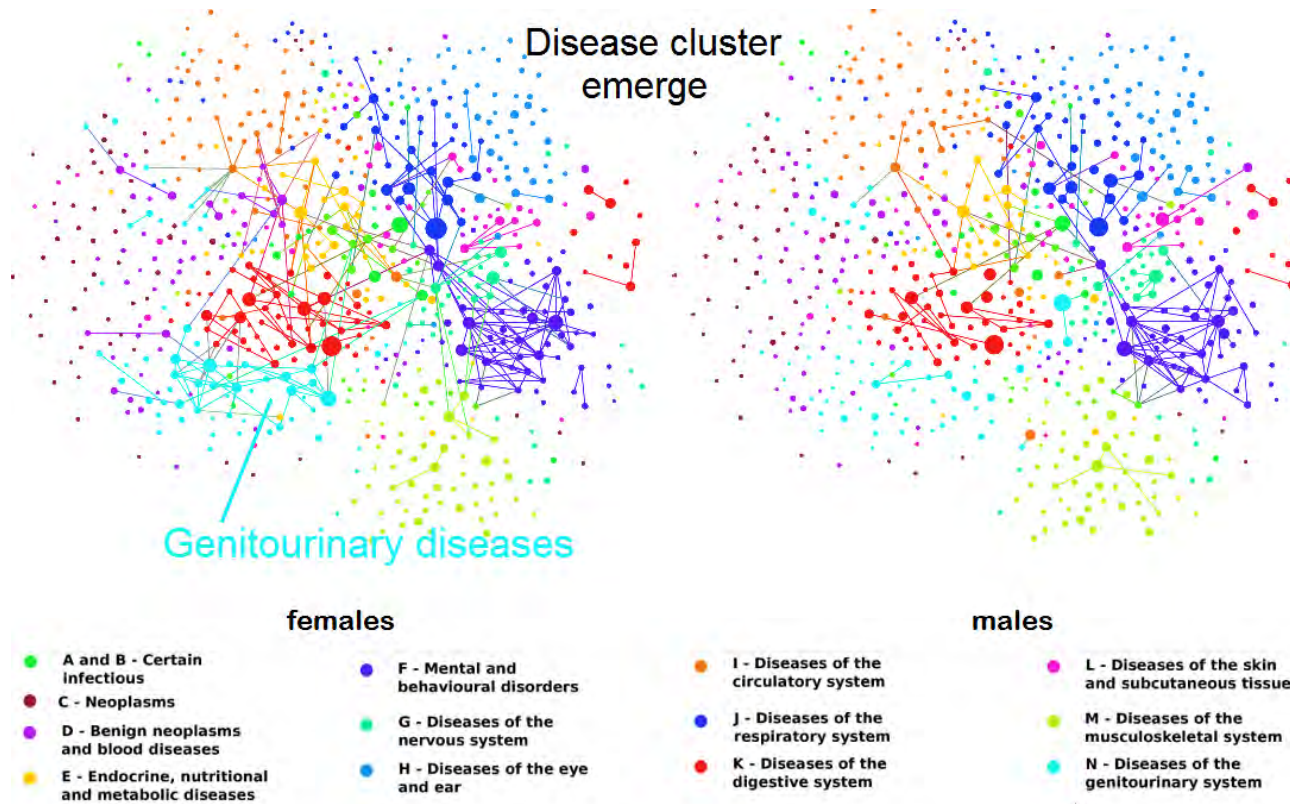 Disease cluster
emerge
Genitourinary diseases
females
males
A and B - Certain
infectious
C - Neoplasms
D - Benign neoplasms
and blood diseases
E - Endocrine, nutritional
and metabolic diseases
F - Mental and
behavioural disorders
G - Diseases of the
nervous system
H - Diseases of the eye
and ear
I - Diseases of the
circulatory system
J - Diseases of the
respiratory system
K - Diseases of the
digestive system
L - Diseases of the skin
and subcutaneous tissue
M - Diseases of the
musculoskeletal system
N - Diseases of the
genitourinary system